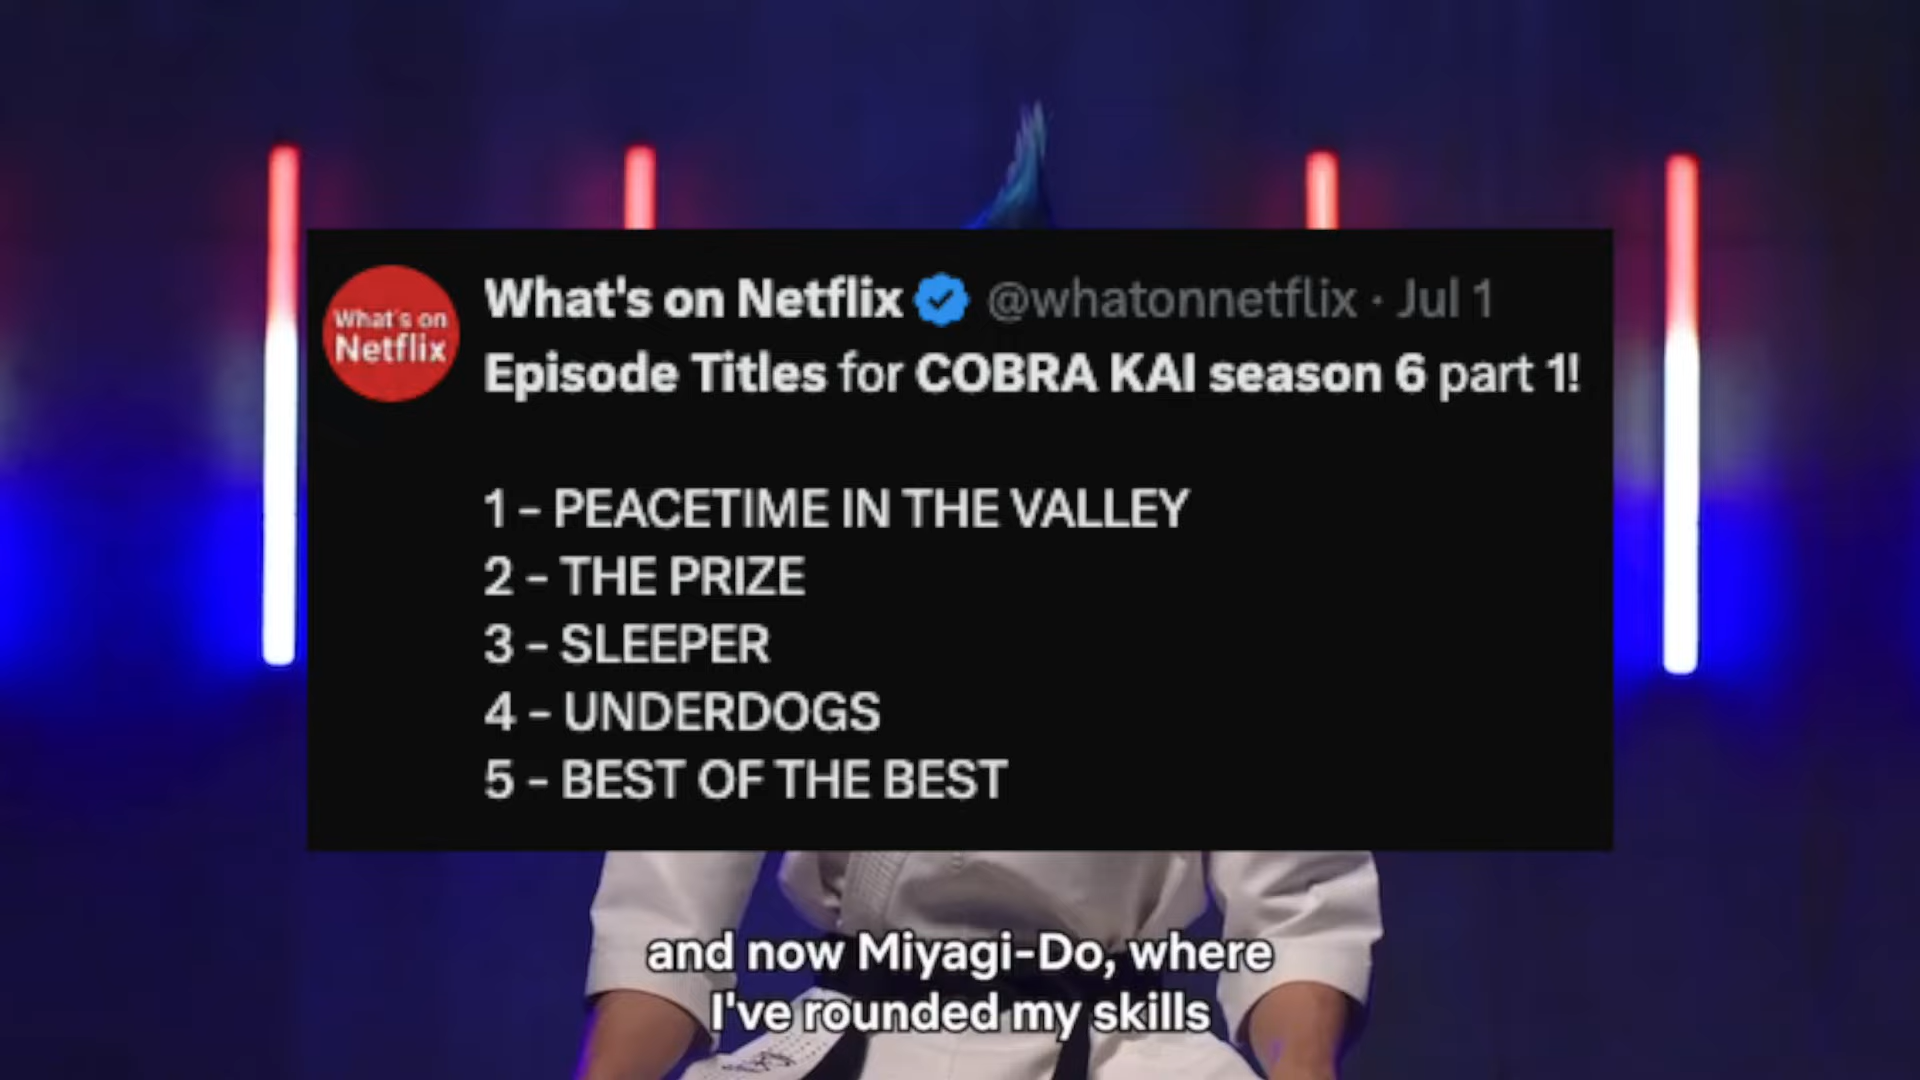 What's on
Netflix
What's on Netflix @whatonnetflix · Jul 1
Episode Titles for COBRA KAI season 6 part 1!
1 – PEACETIME IN THE VALLEY
2 – THE PRIZE
3 – SLEEPER
4 – UNDERDOGS
5 – BEST OF THE BEST
and now Miyagi-Do, where
I've rounded my skills